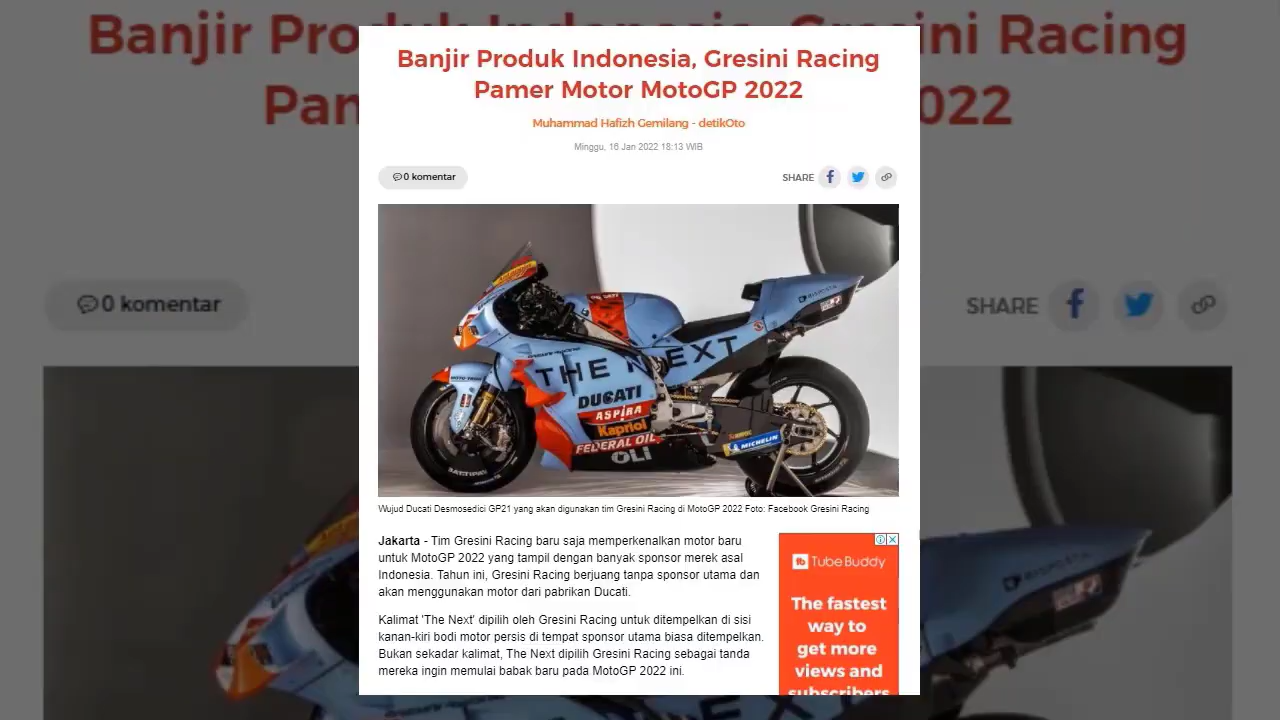 Banjir Produk Indonesia, Gresini Racing
Pamer Motor MotoGP 2022
Muhammad Hafizh Gemilang - detikOto
Minggu, 16 Jan 2022 18:13 WIB
0 komentar
SHARE
THE NEXT
DUCATI
ASPIRA
Kapriol
FEDERAL OIL
OLI
MICHELIN
Wujud Ducati Desmosedici GP21 yang akan digunakan tim Gresini Racing di MotoGP 2022 Foto: Facebook Gresini Racing
Jakarta - Tim Gresini Racing baru saja memperkenalkan motor baru
untuk MotoGP 2022 yang tampil dengan banyak sponsor merek asal
Indonesia. Tahun ini, Gresini Racing berjuang tanpa sponsor utama dan
akan menggunakan motor dari pabrikan Ducati.
Kalimat 'The Next' dipilih oleh Gresini Racing untuk ditempelkan di sisi
kanan-kiri bodi motor persis di tempat sponsor utama biasa ditempelkan.
Bukan sekadar kalimat, The Next dipilih Gresini Racing sebagai tanda
mereka ingin memulai babak baru pada MotoGP 2022 ini.
TubeBuddy
The fastest
way to
get more
views and
subscribers
Banjir Pro
ini Racing
Pam
022
0 komentar
SHARE